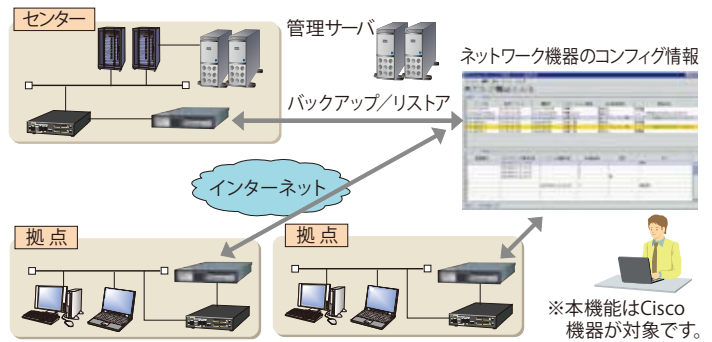 センター
管理サーバ
ネットワーク機器のコンフィグ情報
バックアップ／リストア
インターネット
拠 点
拠 点
※本機能はCisco
機器が対象です。